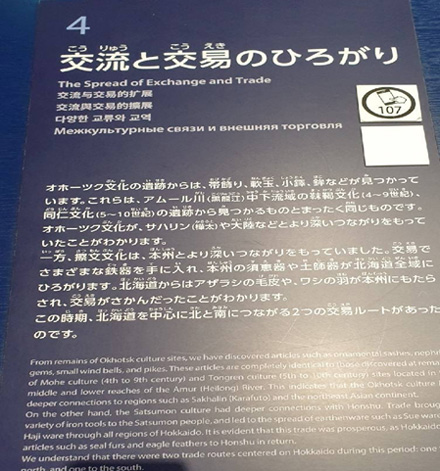 4
こう りゅう こう えき
交流と交易のひろがり
The Spread of Exchange and Trade
交流与交易的扩展
交流與交易的擴展
다양한 교류와 교역
Межкультурные связи и внешняя торговля
107
オホーツク文化の遺跡からは、帯飾り、軟玉、小鐸、鉾などが見つかって
います。これらは、アムール川(黒龍江)中下流域の靺鞨文化(4~9世紀)、
同仁文化(5~10世紀)の遺跡から見つかるものとまったく同じものです。
オホーツク文化が、サハリン(樺太)や大陸などとより深いつながりをもって
いたことがわかります。
一方、擦文文化は、本州とより深いつながりをもっていました。交易で
さまざまな鉄器を手に入れ、本州の須恵器や土師器が北海道全域に
ひろがります。北海道からはアザラシの毛皮や、ワシの羽が本州にもたら
され、交易がさかんだったことがわかります。
この時期、北海道を中心に北と南につながる2つの交易ルートがあった
のです。
From remains of Okhotsk culture sites, we have discovered articles such as ornamental sashes, nephrite
gems, small wind bells, and pikes. These articles are completely identical to those discovered at remains
of Mohe culture (4th to 9th century) and Tongren culture (5th to 10th century) sites located in
middle and lower reaches of the Amur (Heilong) River. This indicates that the Okhotsk culture h
deeper connections to regions such as Sakhalin (Karafuto) and the northeast Asian continent.
On the other hand, the Satsumon culture had deeper connections with Honshu. Trade brough
variety of iron tools to the Satsumon people, and led to the spread of earthenware such as Sue wa
Haji ware through all regions of Hokkaido. It is evident that this trade was prosperous, as Hokkaido
articles such as seal furs and eagle feathers to Honshu in return.
We understand that there were two trade routes centered on Hokkaido during this period: one
north, and one to the south.